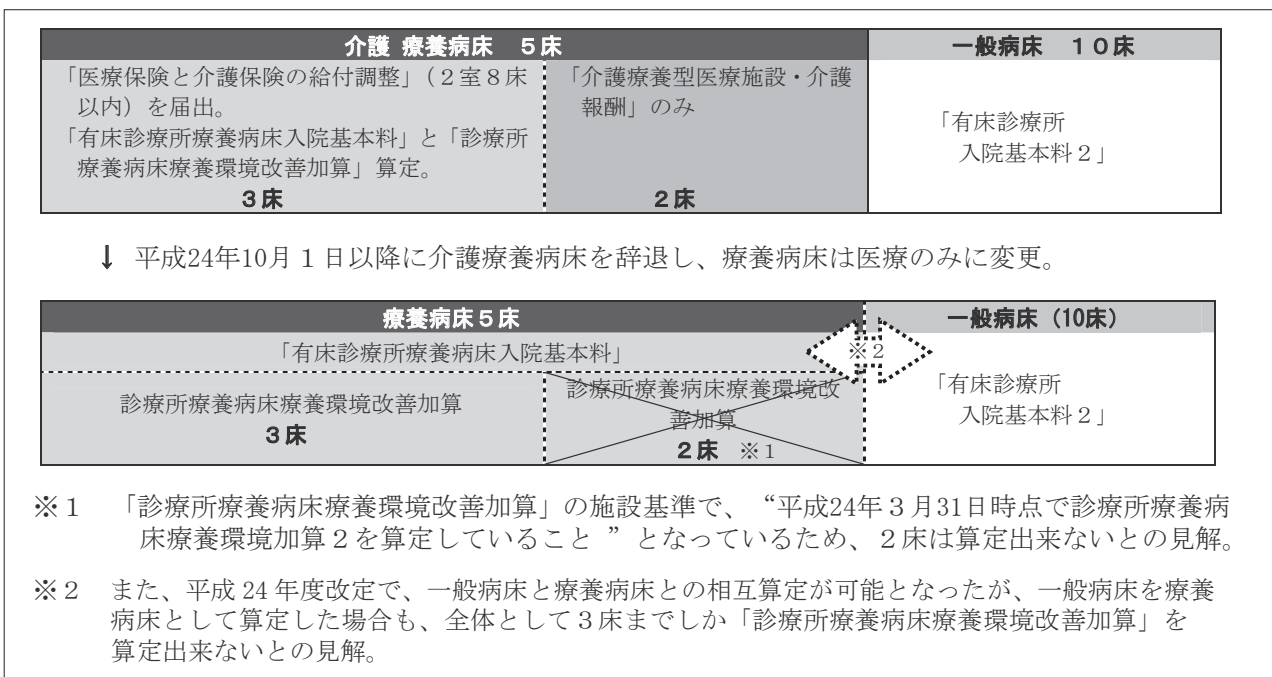 介護 療養病床　５床
一般病床　１０床
「医療保険と介護保険の給付調整」（２室８床
以内）を届出。
「有床診療所療養病床入院基本料」と「診療所
療養病床療養環境改善加算」算定。
３床
「介護療養型医療施設・介護
報酬」のみ
２床
「有床診療所
入院基本料２」
↓ 平成24年10月１日以降に介護療養病床を辞退し、療養病床は医療のみに変更。
療養病床５床
一般病床（10床）
「有床診療所療養病床入院基本料」
※２
診療所療養病床療養環境改善加算
３床
診療所療養病床療養環境改
善加算
２床　※１
「有床診療所
入院基本料２」
※１　「診療所療養病床療養環境改善加算」の施設基準で、“平成24年３月31日時点で診療所療養病
床療養環境加算２を算定していること ”となっているため、２床は算定出来ないとの見解。
※２　また、平成 24 年度改定で、一般病床と療養病床との相互算定が可能となったが、一般病床を療養
病床として算定した場合も、全体として３床までしか「診療所療養病床療養環境改善加算」を
算定出来ないとの見解。